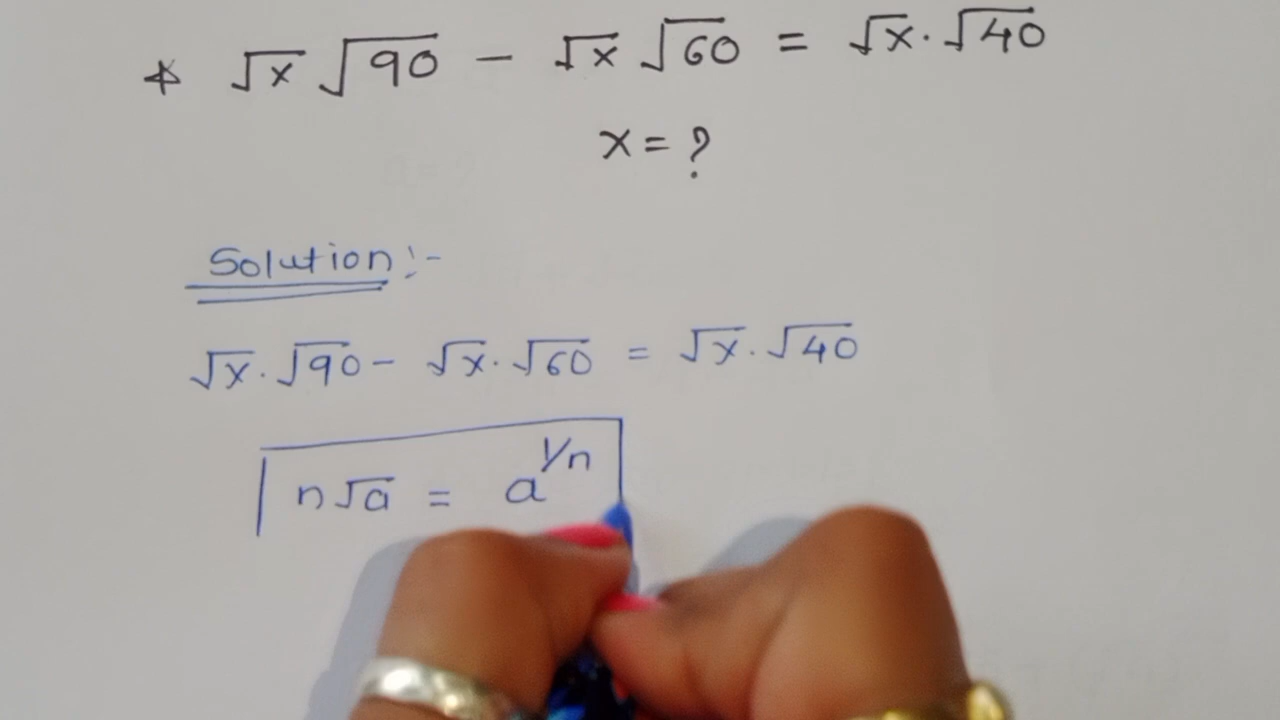 * √x √90 - √x √60 = √x · √40
x = ?
Solution :-
√x · √90 - √x · √60 = √x · √40
n√a = a^1/n